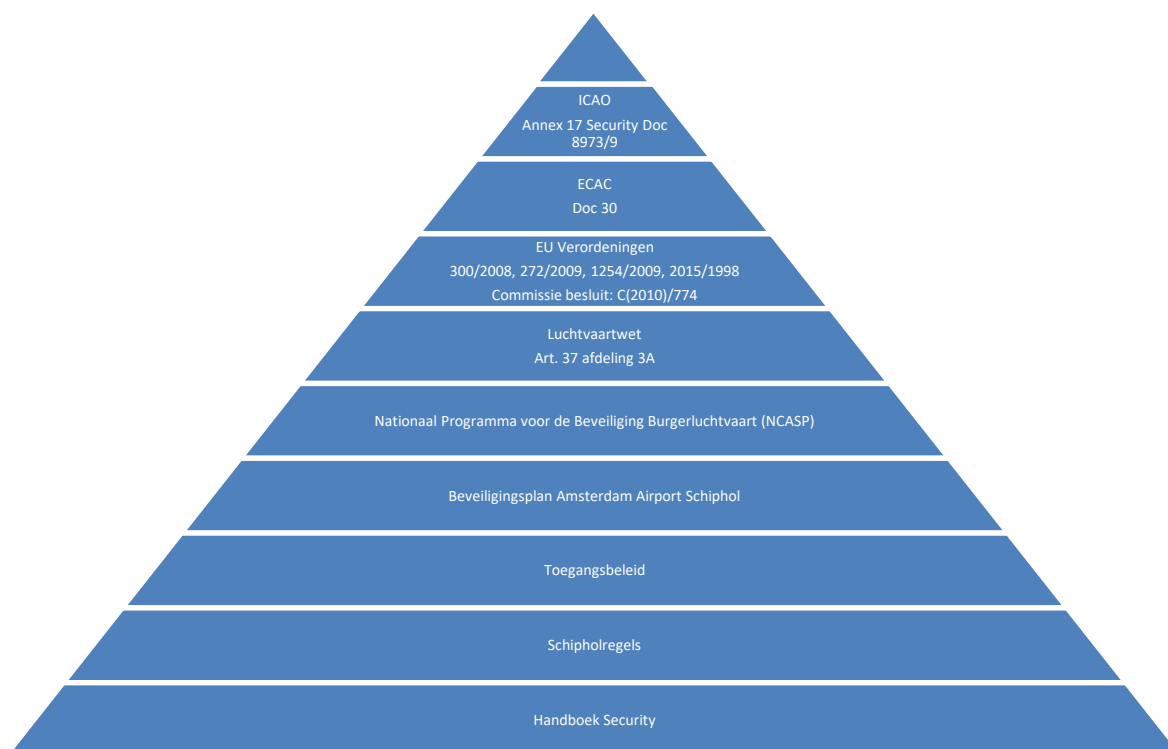 ICAO
Annex 17 Security Doc
8973/9
ECAC
Doc 30
EU Verordeningen
300/2008, 272/2009, 1254/2009, 2015/1998
Commissie besluit: C(2010)/774
Luchtvaartwet
Art. 37 afdeling 3A
Nationaal Programma voor de Beveiliging Burgerluchtvaart (NCASP)
Beveiligingsplan Amsterdam Airport Schiphol
Toegangsbeleid
Schipholregels
Handboek Security